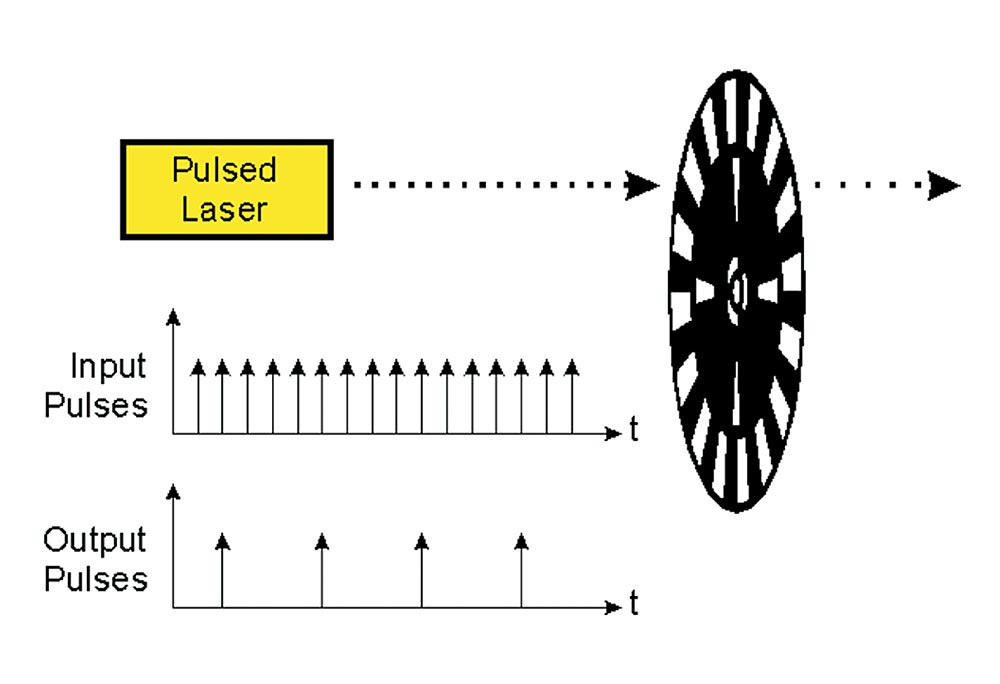 Pulsed
Laser
Input
Pulses
t
Output
Pulses
t